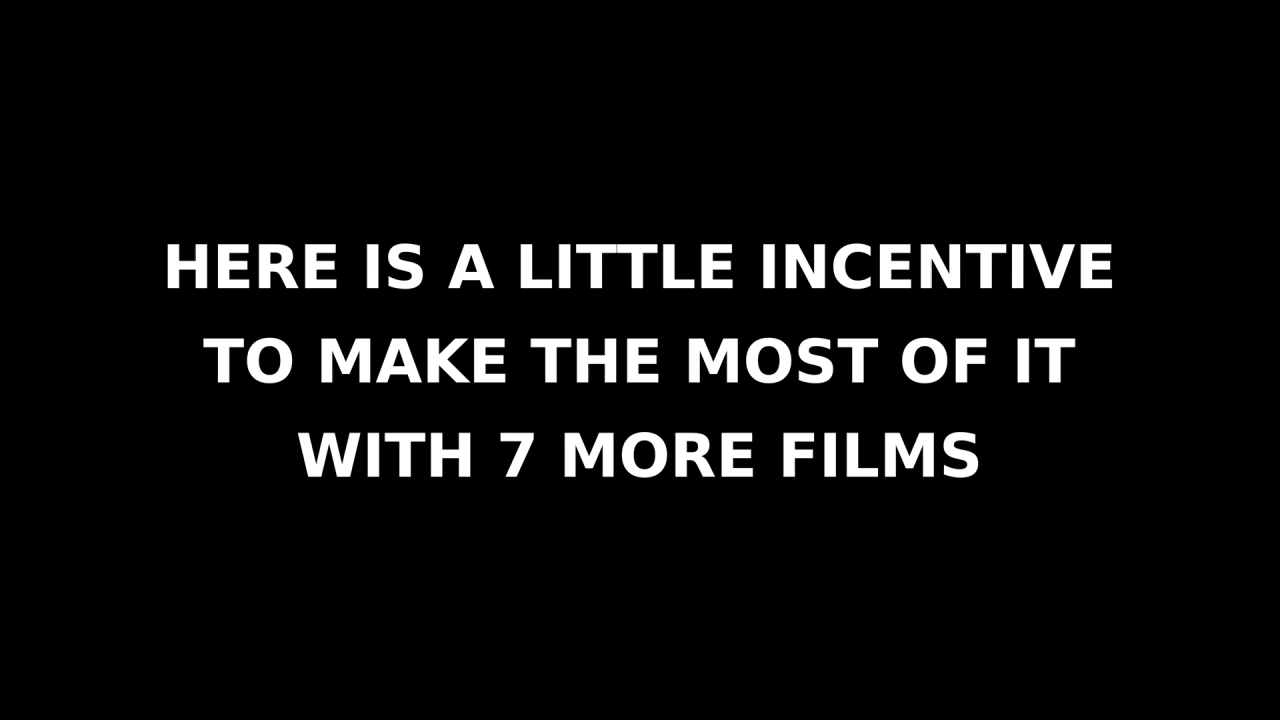 HERE IS A LITTLE INCENTIVE
TO MAKE THE MOST OF IT
WITH 7 MORE FILMS